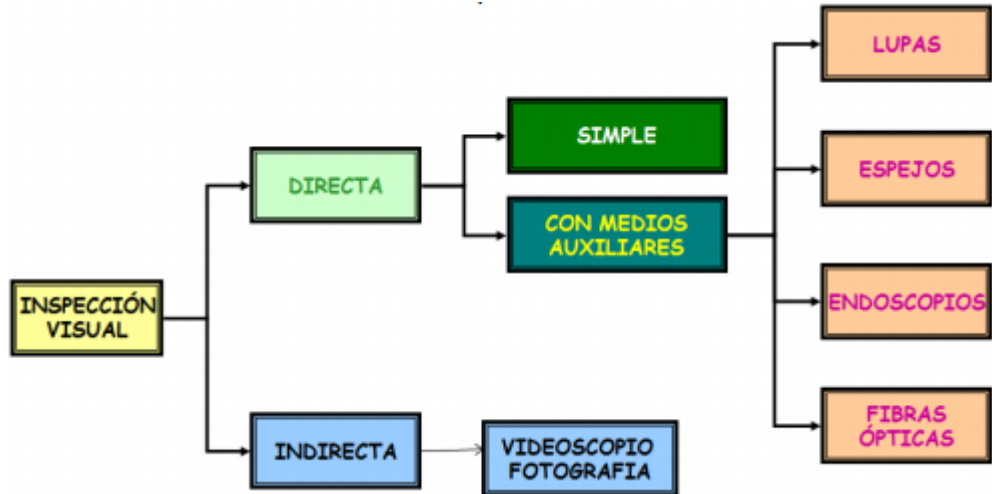 INSPECCIÓN
VISUAL
DIRECTA
INDIRECTA
SIMPLE
CON MEDIOS
AUXILIARES
VIDEOSCOPIO
FOTOGRAFIA
LUPAS
ESPEJOS
ENDOSCOPIOS
FIBRAS
ÓPTICAS